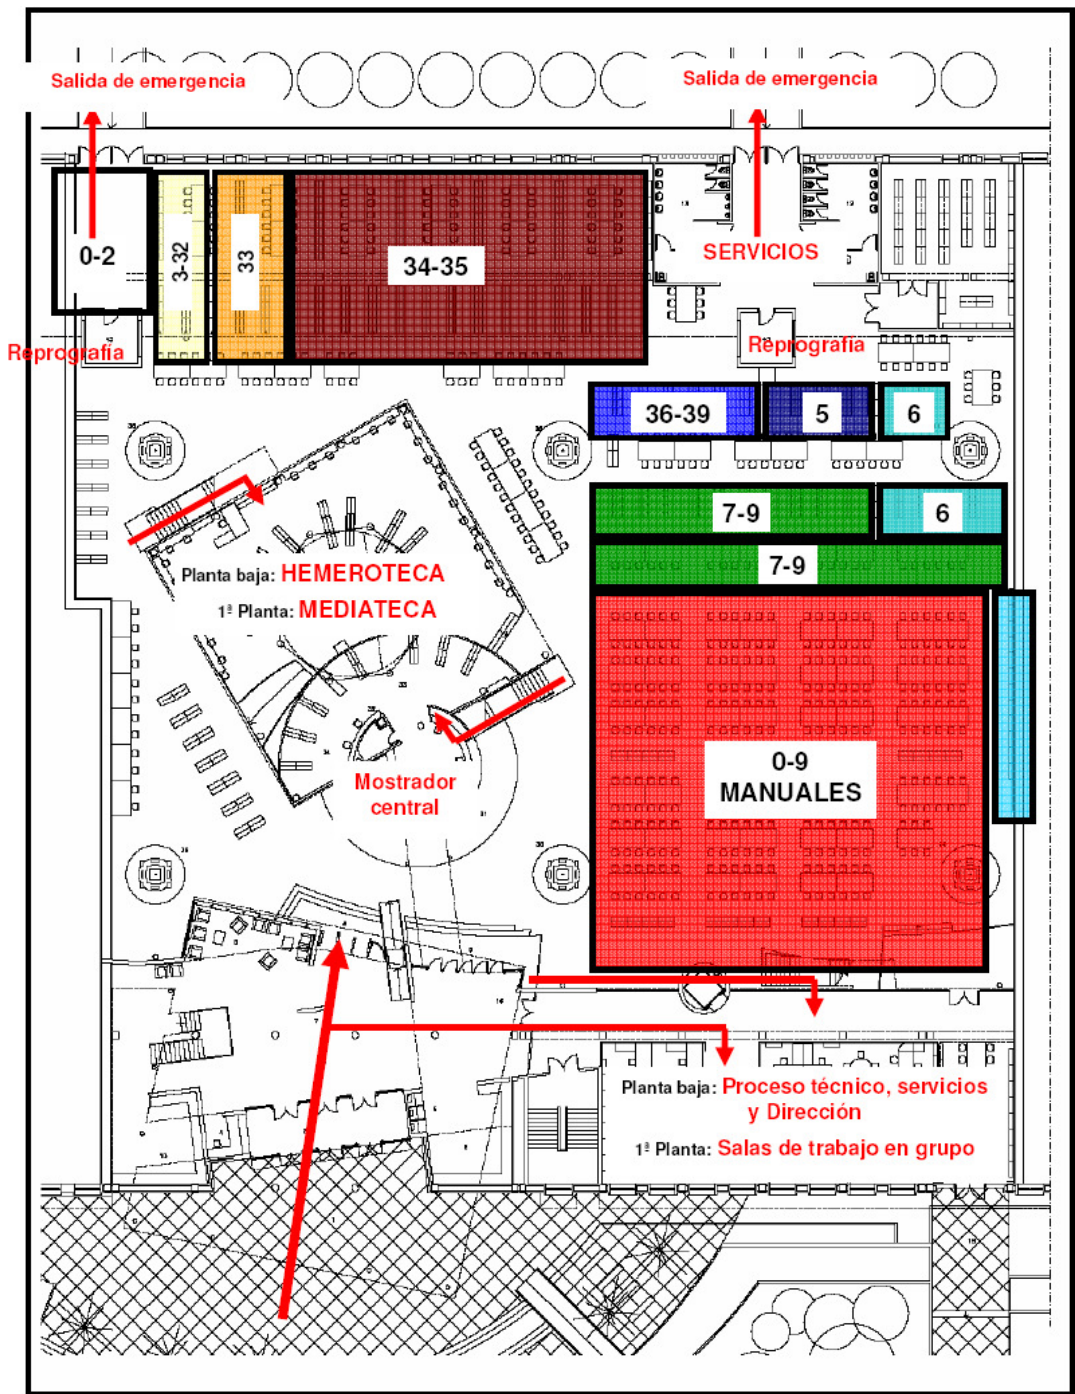 Salida de emergencia
Salida de emergencia
0-2
3-32
33
34-35
SERVICIOS
Reprografía
Reprografía
36-39
5
6
7-9
6
7-9
Planta baja: HEMEROTECA
1ª Planta: MEDIATECA
0-9
MANUALES
Mostrador
central
Planta baja: Proceso técnico, servicios
y Dirección
1ª Planta: Salas de trabajo en grupo